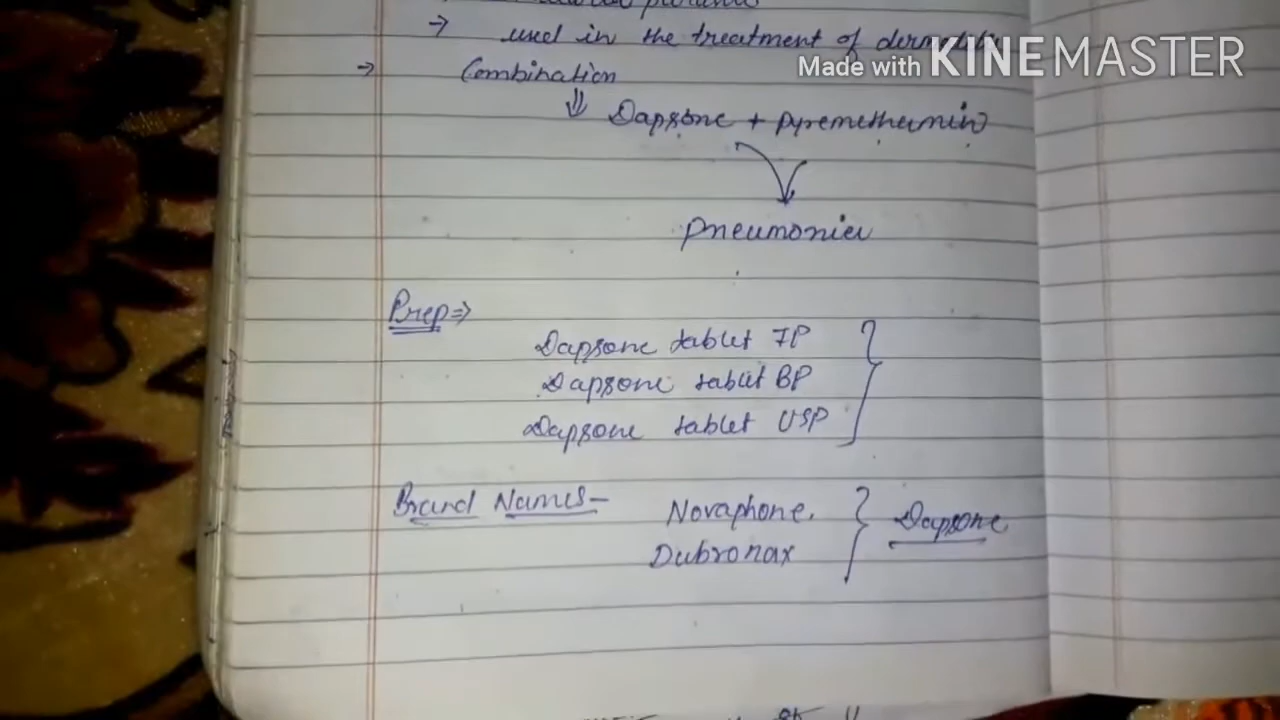 → used in the treatment of
Made with KINEMASTER
→ Combination
⇓ Dapsone + pyremethemin
pneumonia
Prep ⇒
Dapsone tablet IP
Dapsone tablet BP
Dapsone tablet USP
Brand Names – Novaphone.
Dubronax
Dapsone